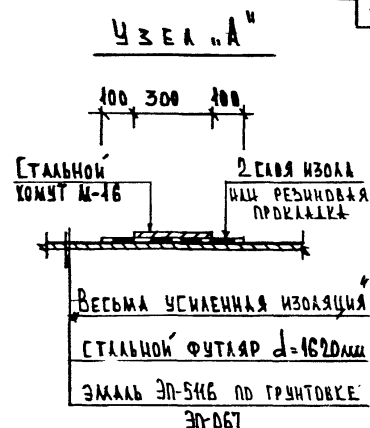 УЗЕЛ „А"
100 300 100
СТАЛЬНОЙ
ХОМУТ М-16
2 СЛОЯ ИЗОЛА
ИЛИ РЕЗИНОВАЯ
ПРОКЛАДКА
„ВЕСЬМА УСИЛЕННАЯ ИЗОЛЯЦИЯ"
СТАЛЬНОЙ ФУТЛЯР d=1620мм
ЭМАЛЬ ЭП-5116 ПО ГРУНТОВКЕ
ЭП-067